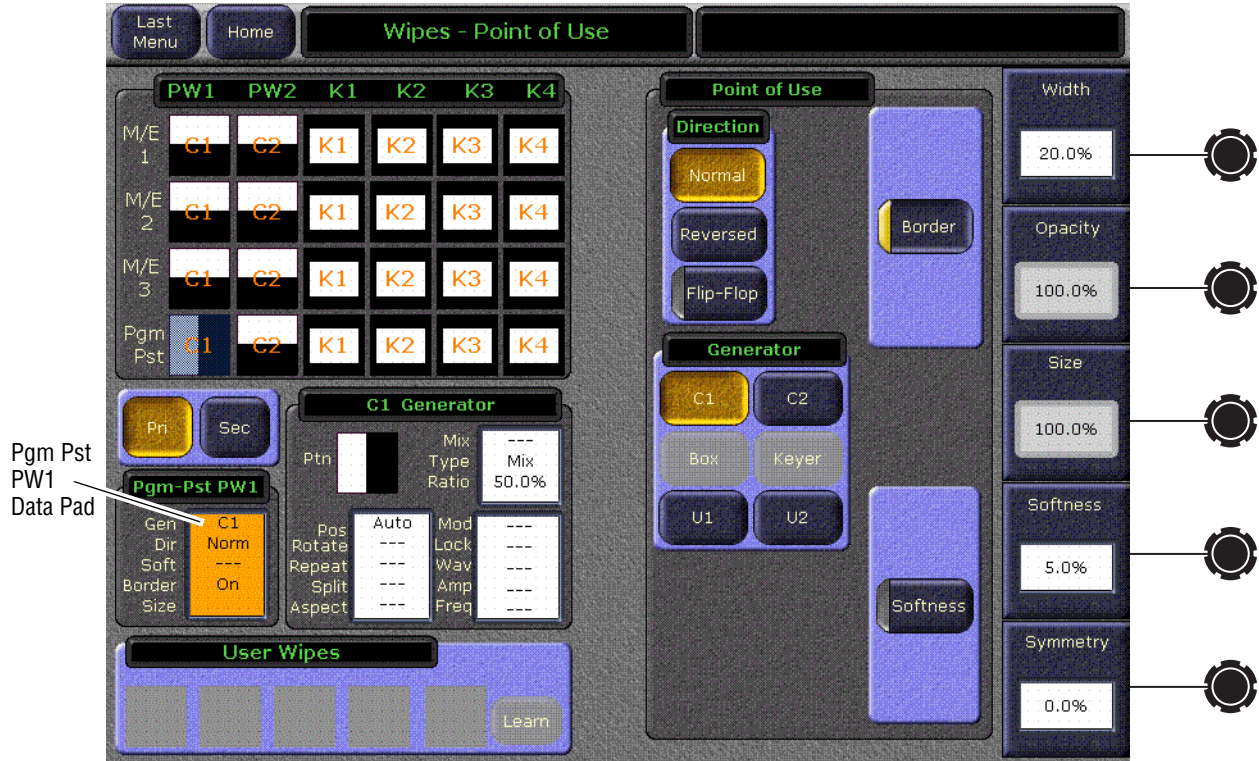 Last
Menu
Home
Wipes - Point of Use
PW1 PW2 K1 K2 K3 K4
M/E
1
C1 C2 K1 K2 K3 K4
M/E
2
C1 C2 K1 K2 K3 K4
M/E
3
C1 C2 K1 K2 K3 K4
Pgm
Pst
C1 C2 K1 K2 K3 K4
Pri
Sec
Pgm Pst
PW1
Data Pad
Pgm-Pst PW1
Gen C1
Dir Norm
Soft ---
Border On
Size
C1 Generator
Ptn
Mix ---
Type Mix
Ratio 50.0%
Pos Auto
Rotate ---
Repeat ---
Split ---
Aspect ---
Mod ---
Lock ---
Wav ---
Amp ---
Freq ---
User Wipes
Learn
Point of Use
Direction
Normal
Reversed
Flip-Flop
Border
Generator
C1
C2
Box
Keyer
U1
U2
Softness
Width
20.0%
Opacity
100.0%
Size
100.0%
Softness
5.0%
Symmetry
0.0%